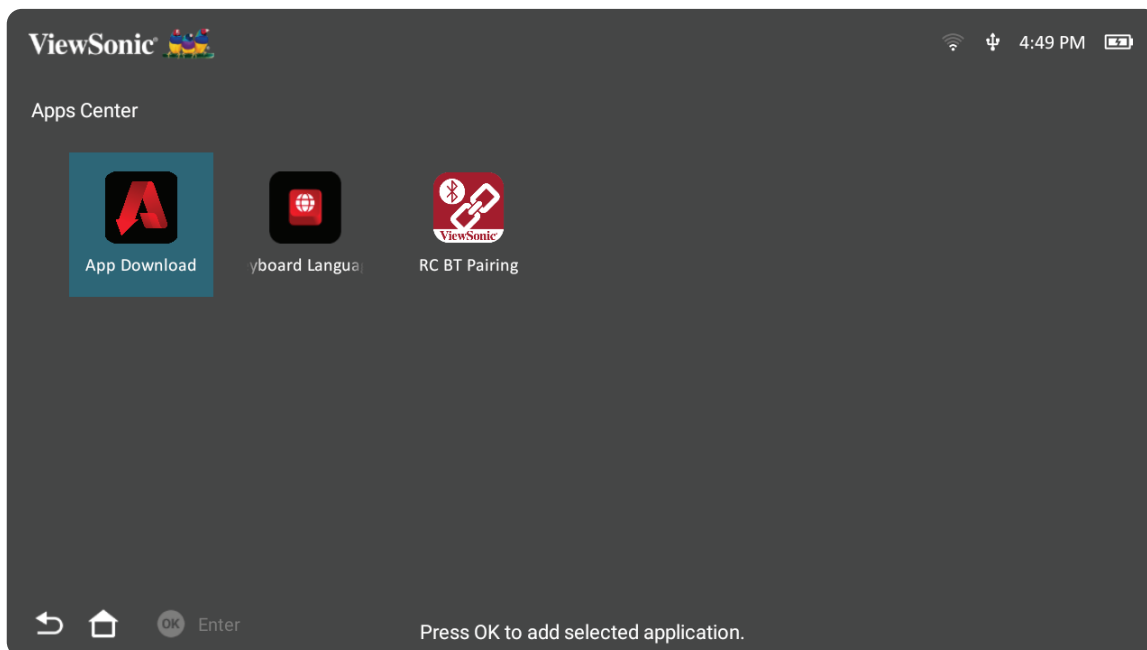 ViewSonic
4:49 PM
Apps Center
ViewSonic
App Download
yboard Langua
RC BT Pairing
OK Enter
Press OK to add selected application.